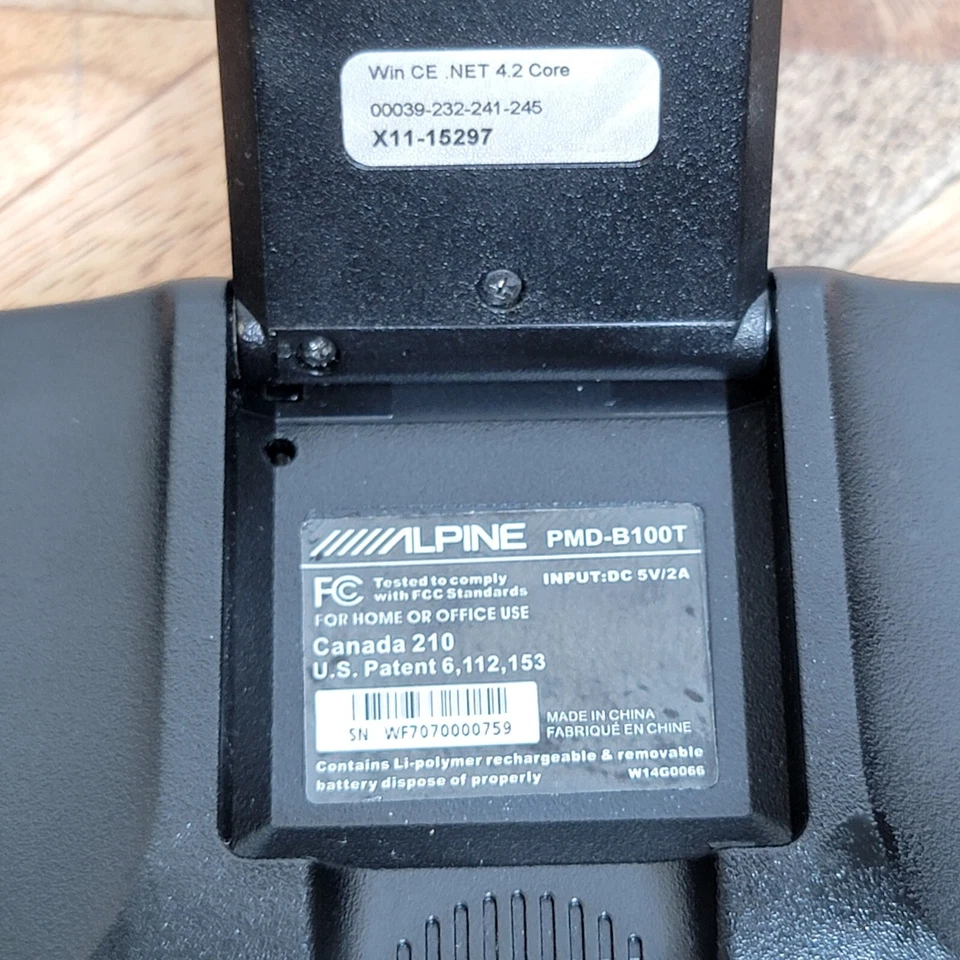 Win CE .NET 4.2 Core
00039-232-241-245
X11-15297
ALPINE PMD-B100T
FC Tested to comply
with FCC Standards
INPUT:DC 5V/2A
FOR HOME OR OFFICE USE
Canada 210
U.S. Patent 6,112,153
SN WF7070000759
MADE IN CHINA
FABRIQUÉ EN CHINE
Contains Li-polymer rechargeable & removable
battery dispose of properly
W14G0066